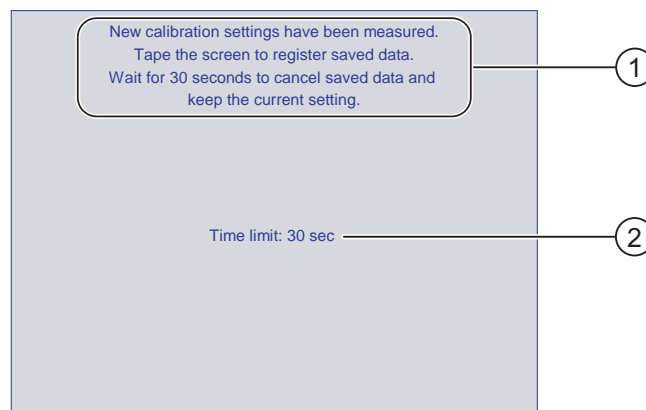 New calibration settings have been measured.
Tape the screen to register saved data.
Wait for 30 seconds to cancel saved data and
keep the current setting.
1
Time limit: 30 sec
2